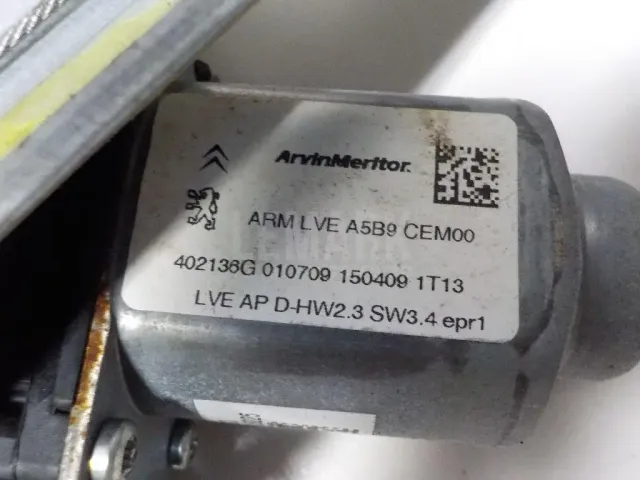 ArvinMeritor.
ARM LVE A5B9 CEM00
402136G 010709 150409 1T13
LVE AP D-HW2.3 SW3.4 epr1